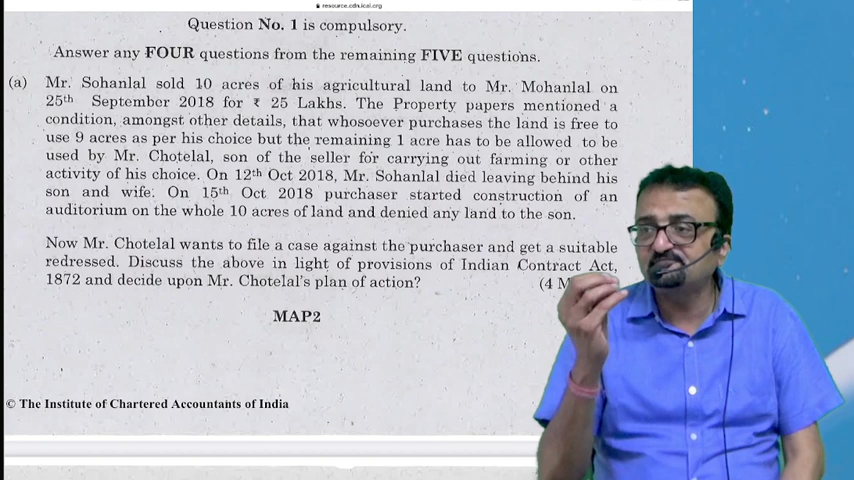 resource.cdn.icai.org
Question No. 1 is compulsory.
Answer any FOUR questions from the remaining FIVE questions.
(a) Mr. Sohanlal sold 10 acres of his agricultural land to Mr. Mohanlal on
25th September 2018 for ₹ 25 Lakhs. The Property papers mentioned a
condition, amongst other details, that whosoever purchases the land is free to
use 9 acres as per his choice but the remaining 1 acre has to be allowed to be
used by Mr. Chotelal, son of the seller for carrying out farming or other
activity of his choice. On 12th Oct 2018, Mr. Sohanlal died leaving behind his
son and wife. On 15th Oct 2018 purchaser started construction of an
auditorium on the whole 10 acres of land and denied any land to the son.
Now Mr. Chotelal wants to file a case against the purchaser and get a suitable
redressed. Discuss the above in light of provisions of Indian Contract Act,
1872 and decide upon Mr. Chotelal's plan of action? (4 M
MAP2
© The Institute of Chartered Accountants of India